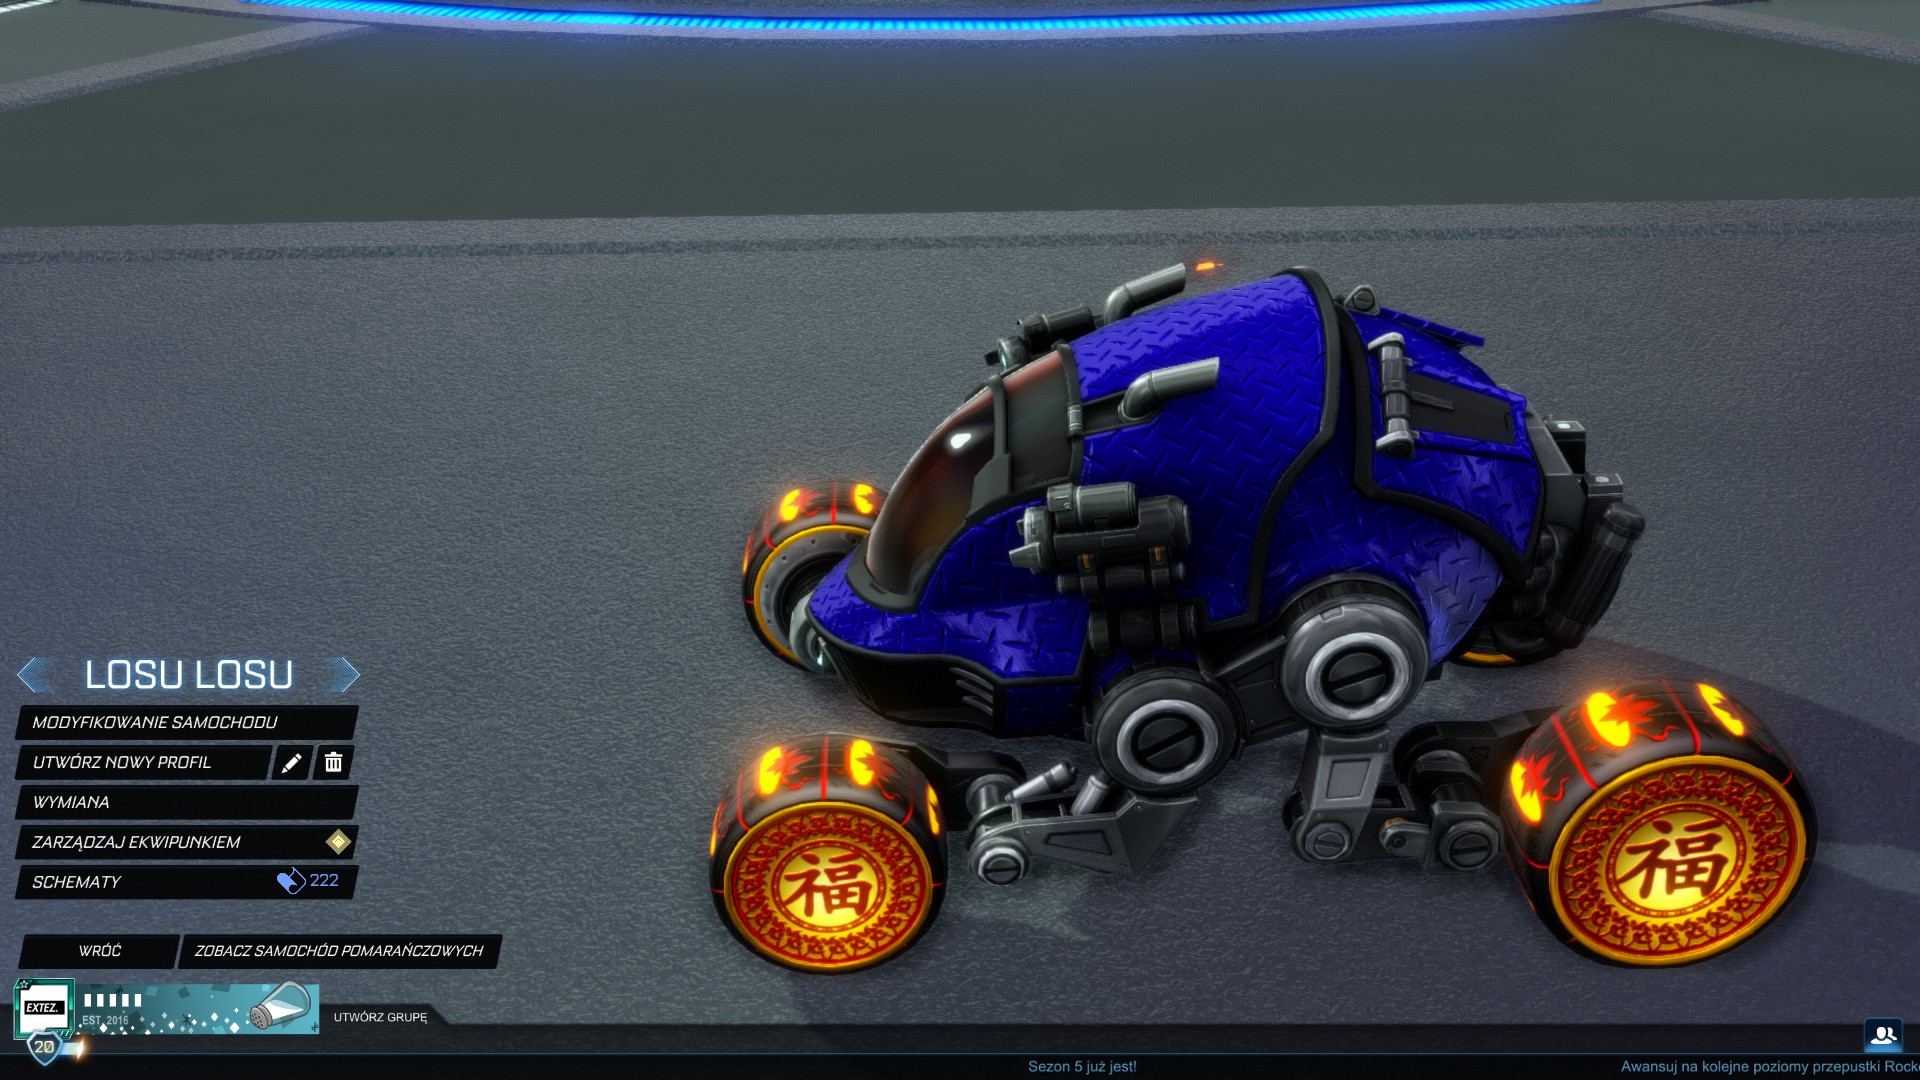 LOSU LOSU
MODYFIKOWANIE SAMOCHODU
UTWÓRZ NOWY PROFIL
WYMIANA
ZARZĄDZAJ EKWIPUNKIEM
SCHEMATY 222
WRÓĆ ZOBACZ SAMOCHÓD POMARAŃCZOWYCH
EXTEZ.
IIIII
EST. 2016
UTWÓRZ GRUPĘ
20
福
福
Sezon 5 już jest!
Awansuj na kolejne poziomy przepustki Rock